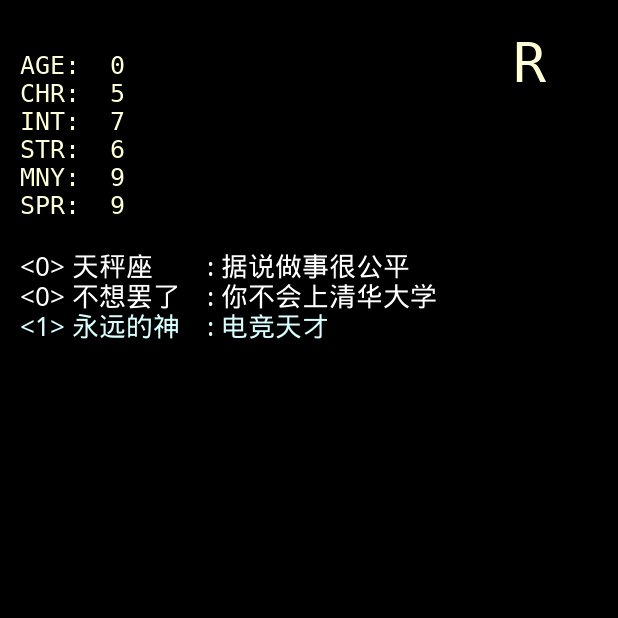 R
AGE: 0
CHR: 5
INT: 7
STR: 6
MNY: 9
SPR: 9
<0> 天秤座 : 据说做事很公平
<0> 不想罢了 : 你不会上清华大学
<1> 永远的神 : 电竞天才